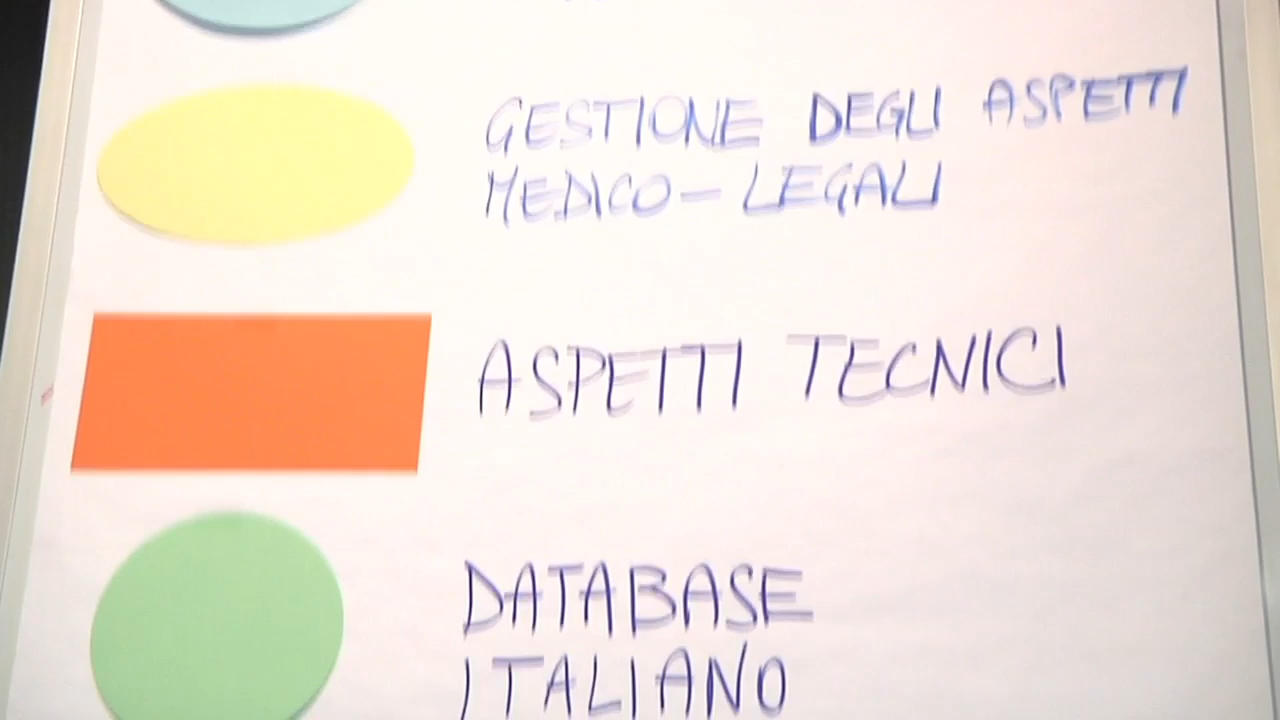 GESTIONE DEGLI ASPETTI
MEDICO-LEGALI
ASPETTI TECNICI
DATABASE
ITALIANO